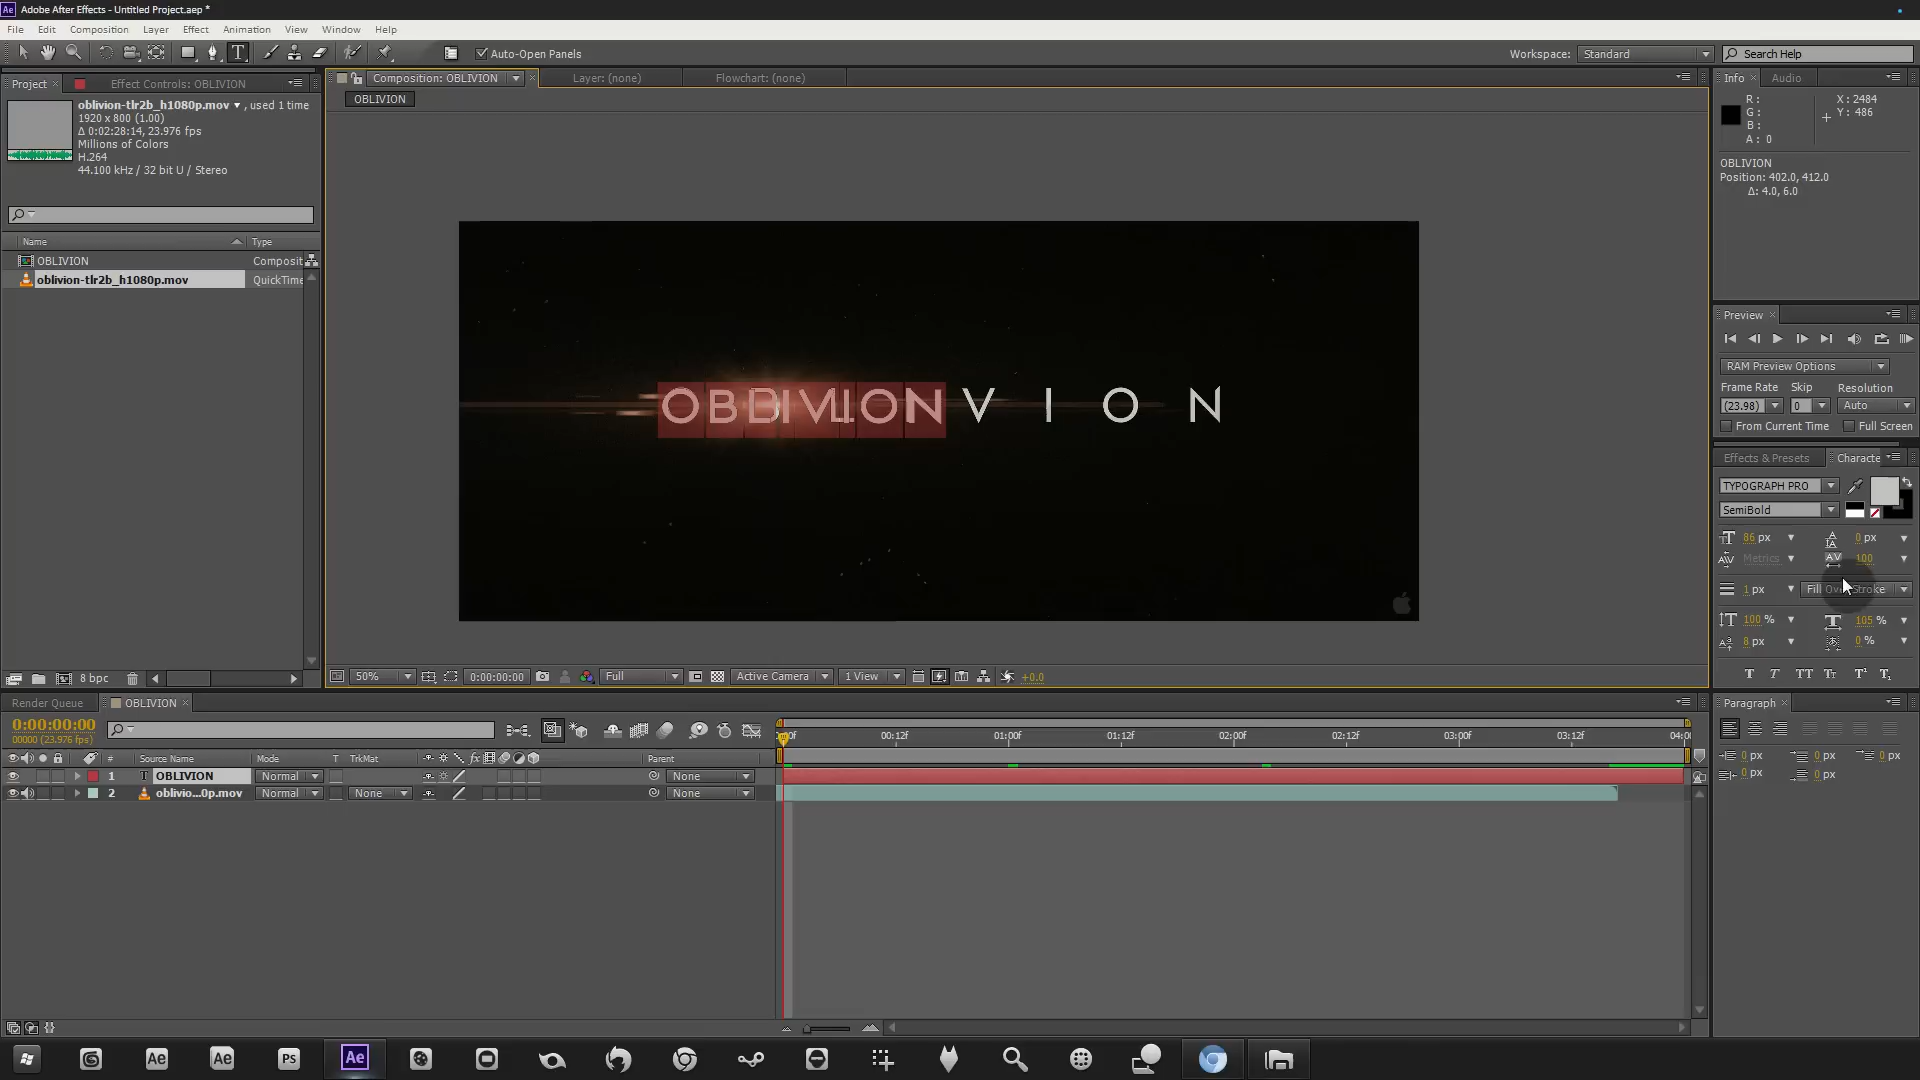 Adobe After Effects - Untitled Project.aep *
File Edit Composition Layer Effect Animation View Window Help
Auto-Open Panels
Workspace: Standard
Search Help
Project
Effect Controls: OBLIVION
oblivion-tlr2b_h1080p.mov , used 1 time
1920 x 800 (1.00)
Δ 0:02:28:14, 23.976 fps
Millions of Colors
H.264
44.100 kHz / 32 bit U / Stereo
Name Type
OBLIVION Composit
oblivion-tlr2b_h1080p.mov QuickTime
8 bpc
Composition: OBLIVION
Layer: (none)
Flowchart: (none)
OBLIVION
OBLIVION
V I O N
50%
0:00:00:00
Full
Active Camera
1 View
+0.0
Info Audio
R :
G :
B :
A : 0
X : 2484
Y : 486
OBLIVION
Position: 402.0, 412.0
Δ: 4.0, 6.0
Preview
RAM Preview Options
Frame Rate Skip Resolution
(23.98) 0 Auto
From Current Time Full Screen
Effects & Presets Characte
TYPOGRAPH PRO
SemiBold
86 px 0 px
Metrics 100
1 px
100 % 105 %
8 px 0 %
Paragraph
0 px 0 px 0 px
0 px 0 px
Render Queue OBLIVION
0:00:00:00
00000 (23.976 fps)
00:12f 01:00f 01:12f 02:00f 02:12f 03:00f 03:12f
# Source Name Mode T TrkMat Parent
1 T OBLIVION Normal None
2 oblivio...0p.mov Normal None None
Ae Ae PS Ae